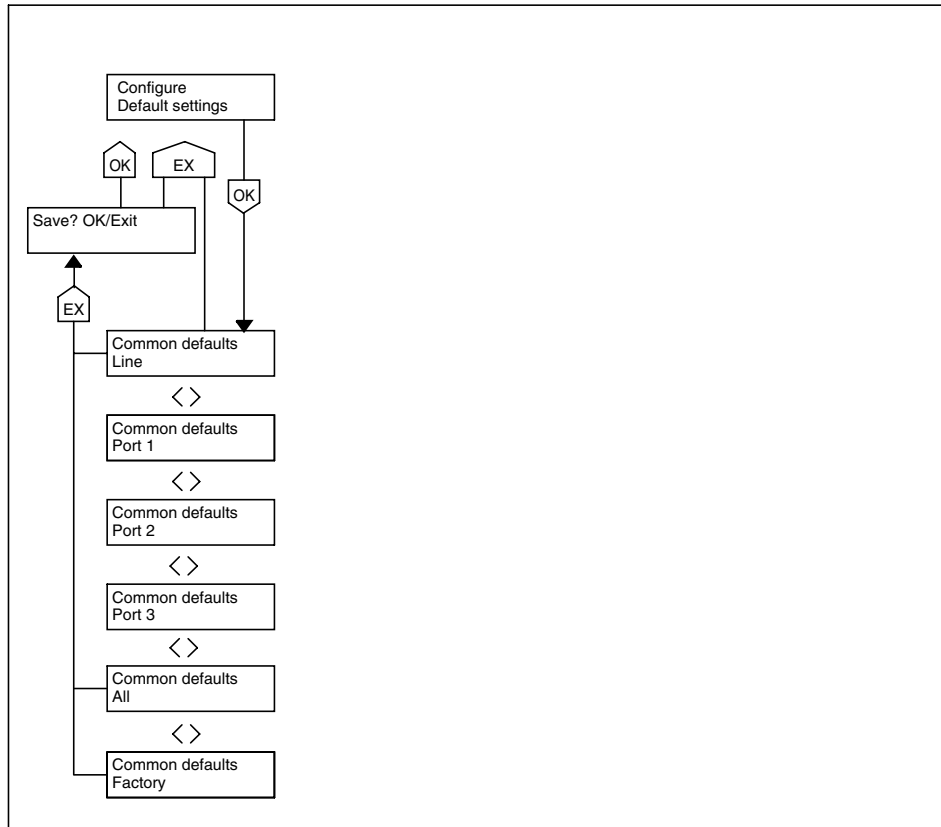 Configure
Default settings
OK
EX
OK
Save? OK/Exit
EX
Common defaults
Line
< >
Common defaults
Port 1
< >
Common defaults
Port 2
< >
Common defaults
Port 3
< >
Common defaults
All
< >
Common defaults
Factory